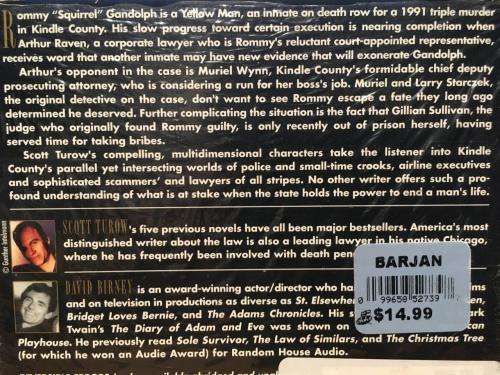 Rommy "Squirrel" Gandolph is a Yellow Man, an inmate on death row for a 1991 triple murder
in Kindle County. His slow progress toward certain execution is nearing completion when
Arthur Raven, a corporate lawyer who is Rommy's reluctant court-appointed representative,
receives word that another inmate may have new evidence that will exonerate Gandolph.
Arthur's opponent in the case is Muriel Wynn, Kindle County's formidable chief deputy
prosecuting attorney, who is considering a run for her boss's job. Muriel and Larry Starczek,
the original detective on the case, don't want to see Rommy escape a fate they long ago
determined he deserved. Further complicating the situation is the fact that Gillian Sullivan, the
judge who originally found Rommy guilty, is only recently out of prison herself, having
served time for taking bribes.
Scott Turow's compelling, multidimensional characters take the listener into Kindle
County's parallel yet intersecting worlds of police and small-time crooks, airline executives
and sophisticated scammers' and lawyers of all stripes. No other writer offers such a pro-
found understanding of what is at stake when the state holds the power to end a man's life.
© Gunter Intelmann
SCOTT TUROW's five previous novels have all been major bestsellers. America's most
distinguished writer about the law is also a leading lawyer in his native Chicago,
where he has frequently been involved with death pen
DAVID BIRNEY is an award-winning actor/director who ha
and on television in productions as diverse as St. Elsewhe
Bridget Loves Bernie, and The Adams Chronicles. His s
Twain's The Diary of Adam and Eve was shown on
Playhouse. He previously read Sole Survivor, The Law of Similars, and The Christmas Tree
(for which he won an Audie Award) for Random House Audio.
BARJAN
0 99650 52739
$14.99
ms
en,
rk
can